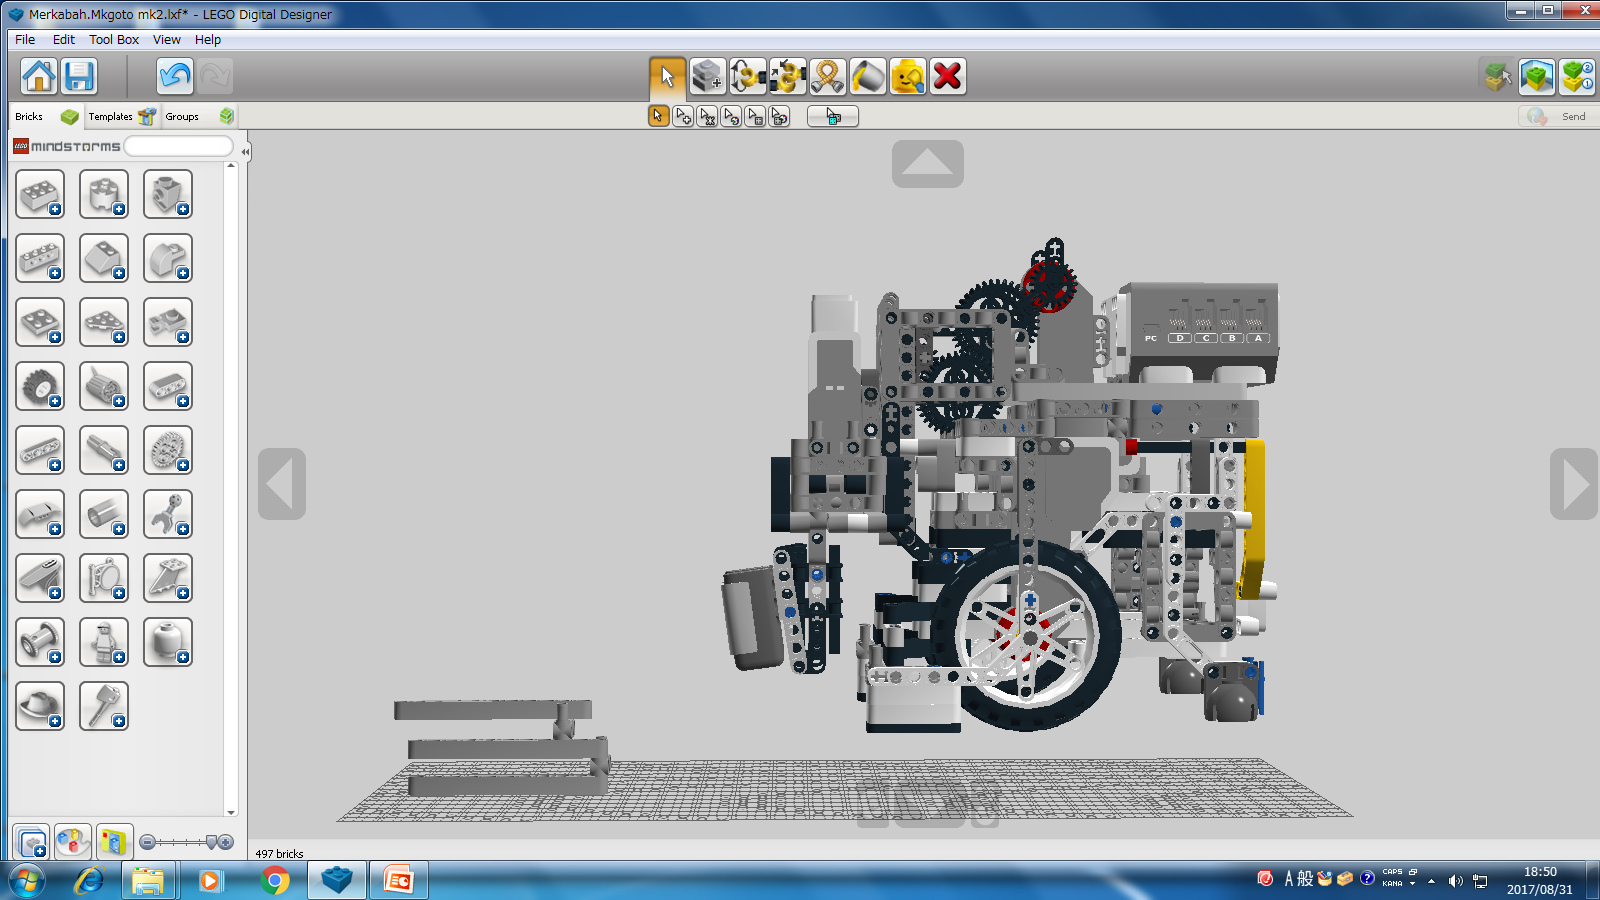 Merkabah.Mkgoto mk2.lxf* - LEGO Digital Designer
File Edit Tool Box View Help
Bricks Templates Groups
Send
LEGO mindstorms
PC D C B A
497 bricks
A 般 CAPS
KANA
18:50
2017/08/31